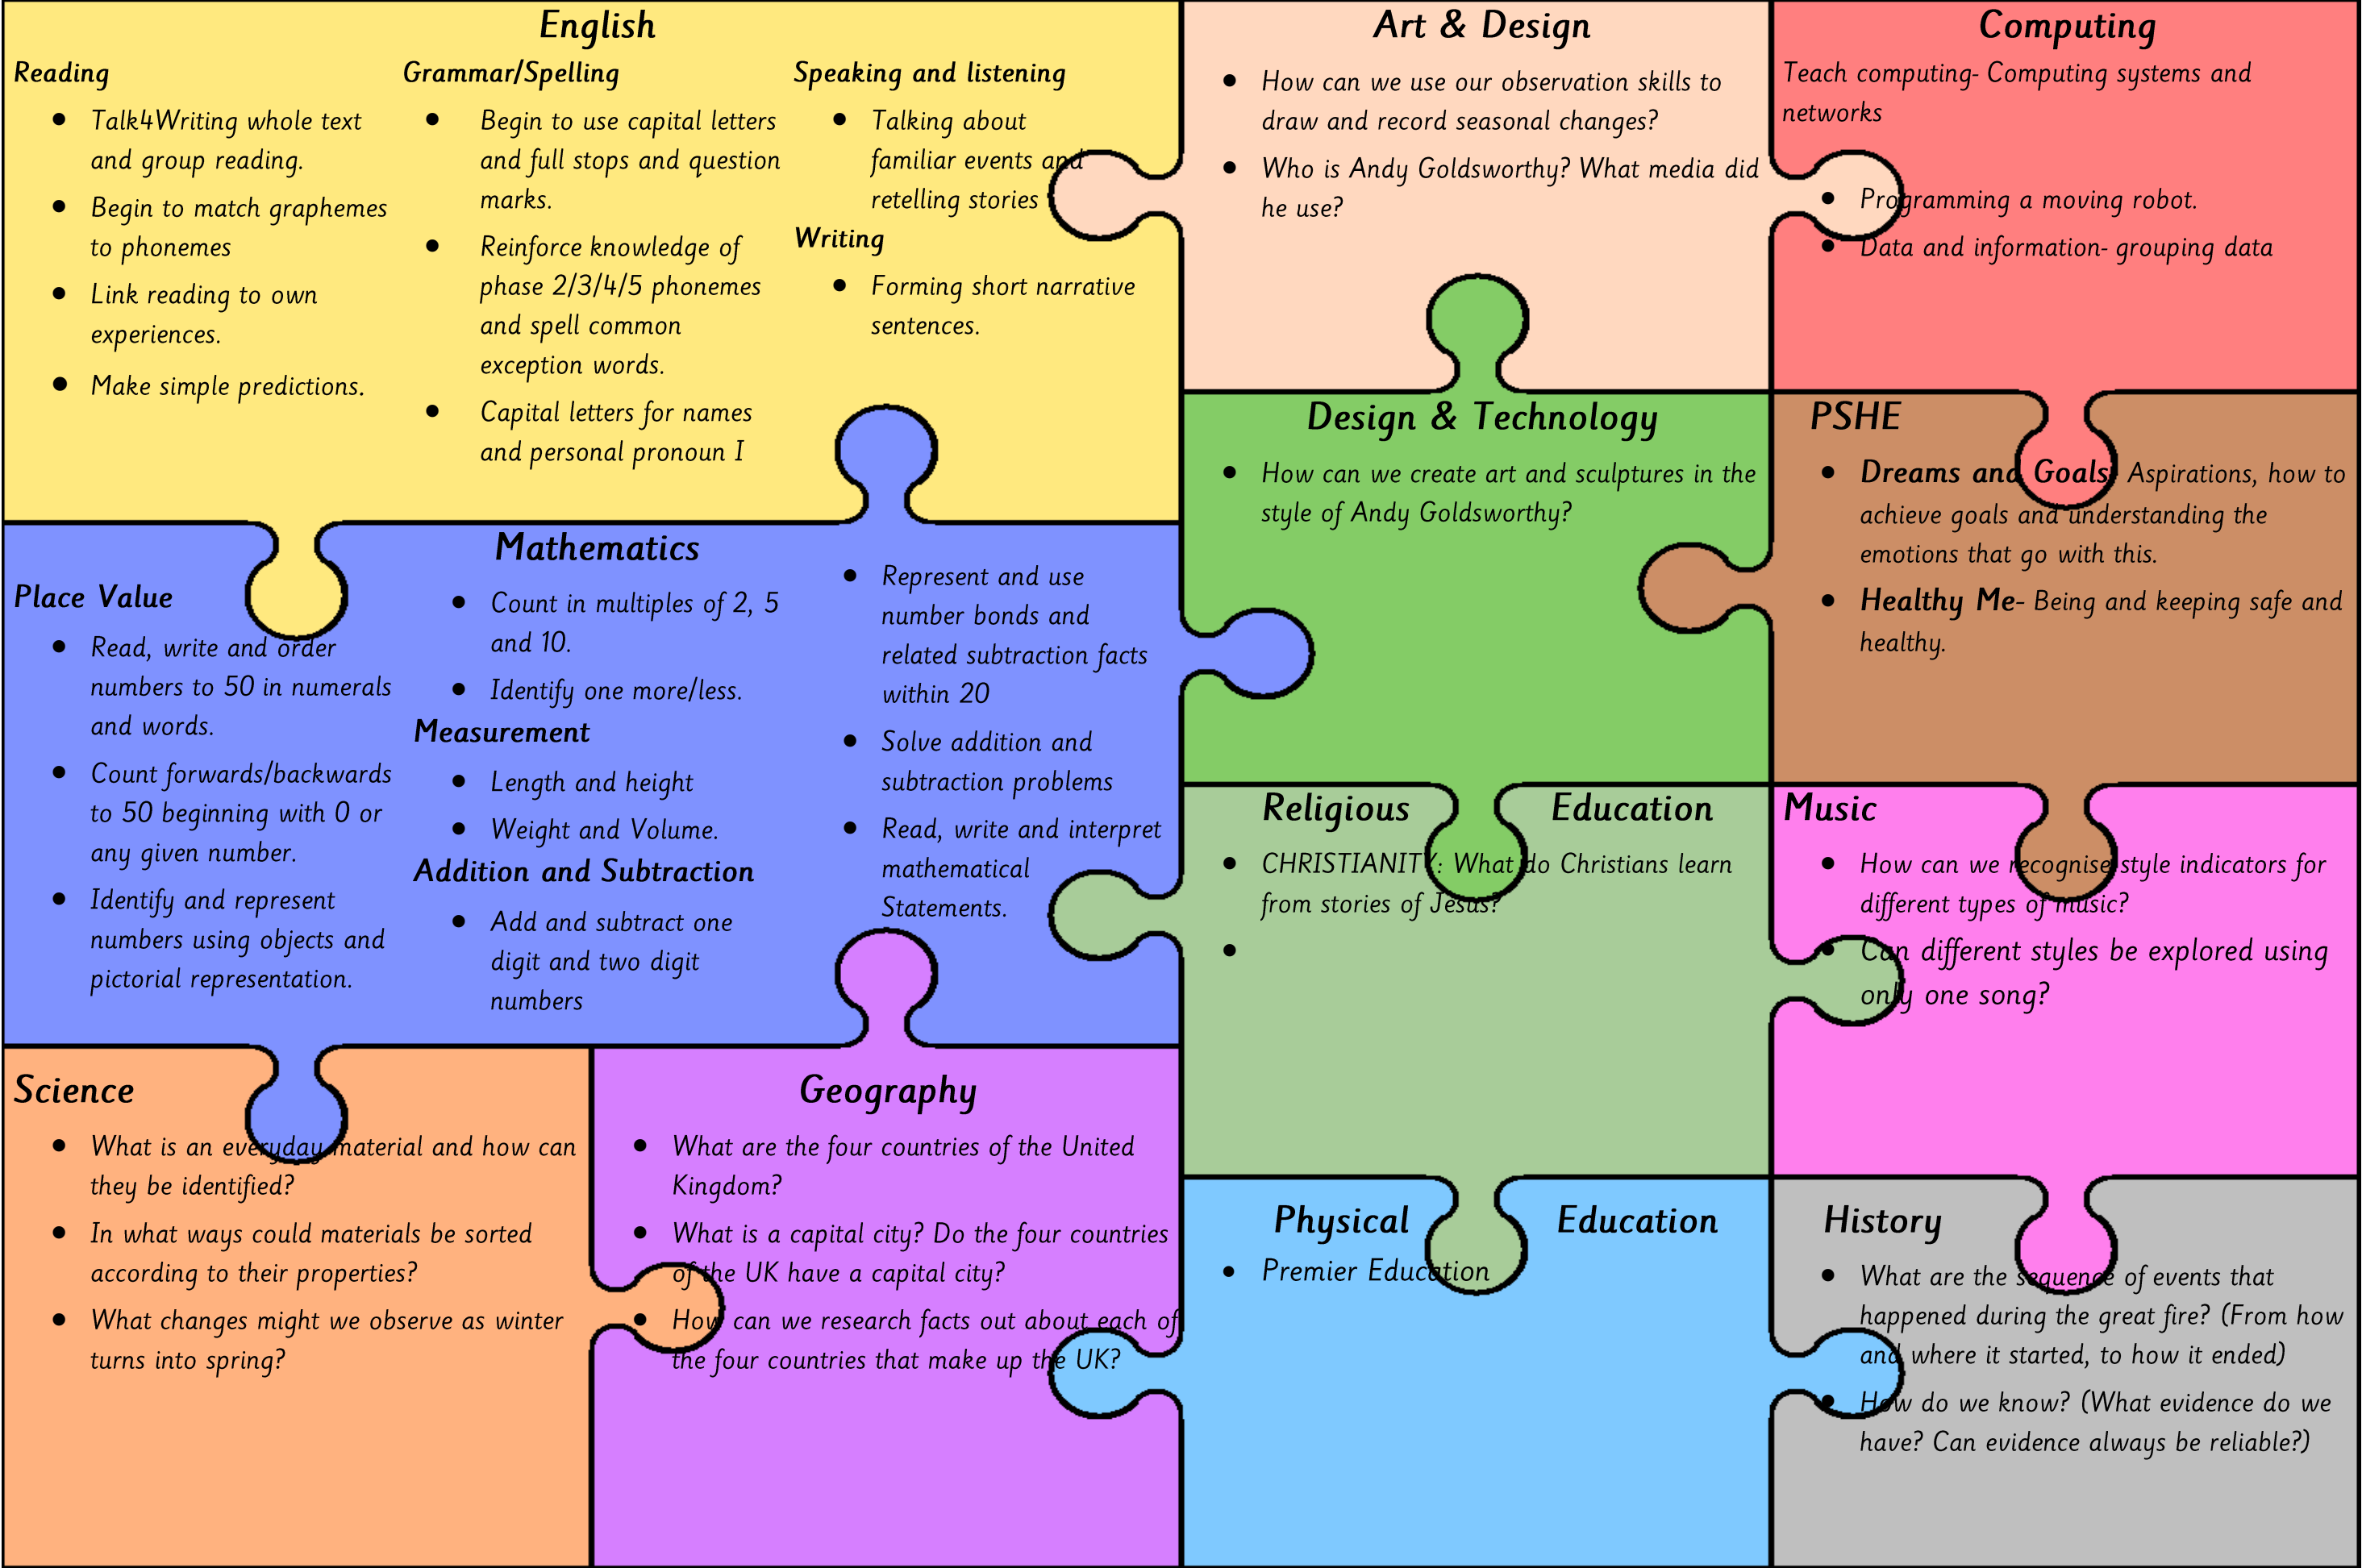 English
Reading
• Talk4Writing whole text
and group reading.
• Begin to match graphemes
to phonemes
• Link reading to own
experiences.
• Make simple predictions.
Grammar/Spelling
• Begin to use capital letters
and full stops and question
marks.
• Reinforce knowledge of
phase 2/3/4/5 phonemes
and spell common
exception words.
• Capital letters for names
and personal pronoun I
Speaking and listening
• Talking about
familiar events and
retelling stories
Writing
• Forming short narrative
sentences.
Art & Design
• How can we use our observation skills to
draw and record seasonal changes?
• Who is Andy Goldsworthy? What media did
he use?
Computing
Teach computing- Computing systems and
networks
• Programming a moving robot.
• Data and information- grouping data
Mathematics
Place Value
• Read, write and order
numbers to 50 in numerals
and words.
• Count forwards/backwards
to 50 beginning with 0 or
any given number.
• Identify and represent
numbers using objects and
pictorial representation.
• Count in multiples of 2, 5
and 10.
• Identify one more/less.
Measurement
• Length and height
• Weight and Volume.
Addition and Subtraction
• Add and subtract one
digit and two digit
numbers
• Represent and use
number bonds and
related subtraction facts
within 20
• Solve addition and
subtraction problems
• Read, write and interpret
mathematical
Statements.
Design & Technology
• How can we create art and sculptures in the
style of Andy Goldsworthy?
PSHE
• Dreams and Goals: Aspirations, how to
achieve goals and understanding the
emotions that go with this.
• Healthy Me- Being and keeping safe and
healthy.
Religious Education
• CHRISTIANITY: What do Christians learn
from stories of Jesus?
•
Music
• How can we recognise style indicators for
different types of music?
• Can different styles be explored using
only one song?
Science
• What is an everyday material and how can
they be identified?
• In what ways could materials be sorted
according to their properties?
• What changes might we observe as winter
turns into spring?
Geography
• What are the four countries of the United
Kingdom?
• What is a capital city? Do the four countries
of the UK have a capital city?
• How can we research facts out about each of
the four countries that make up the UK?
Physical Education
• Premier Education
History
• What are the sequence of events that
happened during the great fire? (From how
and where it started, to how it ended)
• How do we know? (What evidence do we
have? Can evidence always be reliable?)